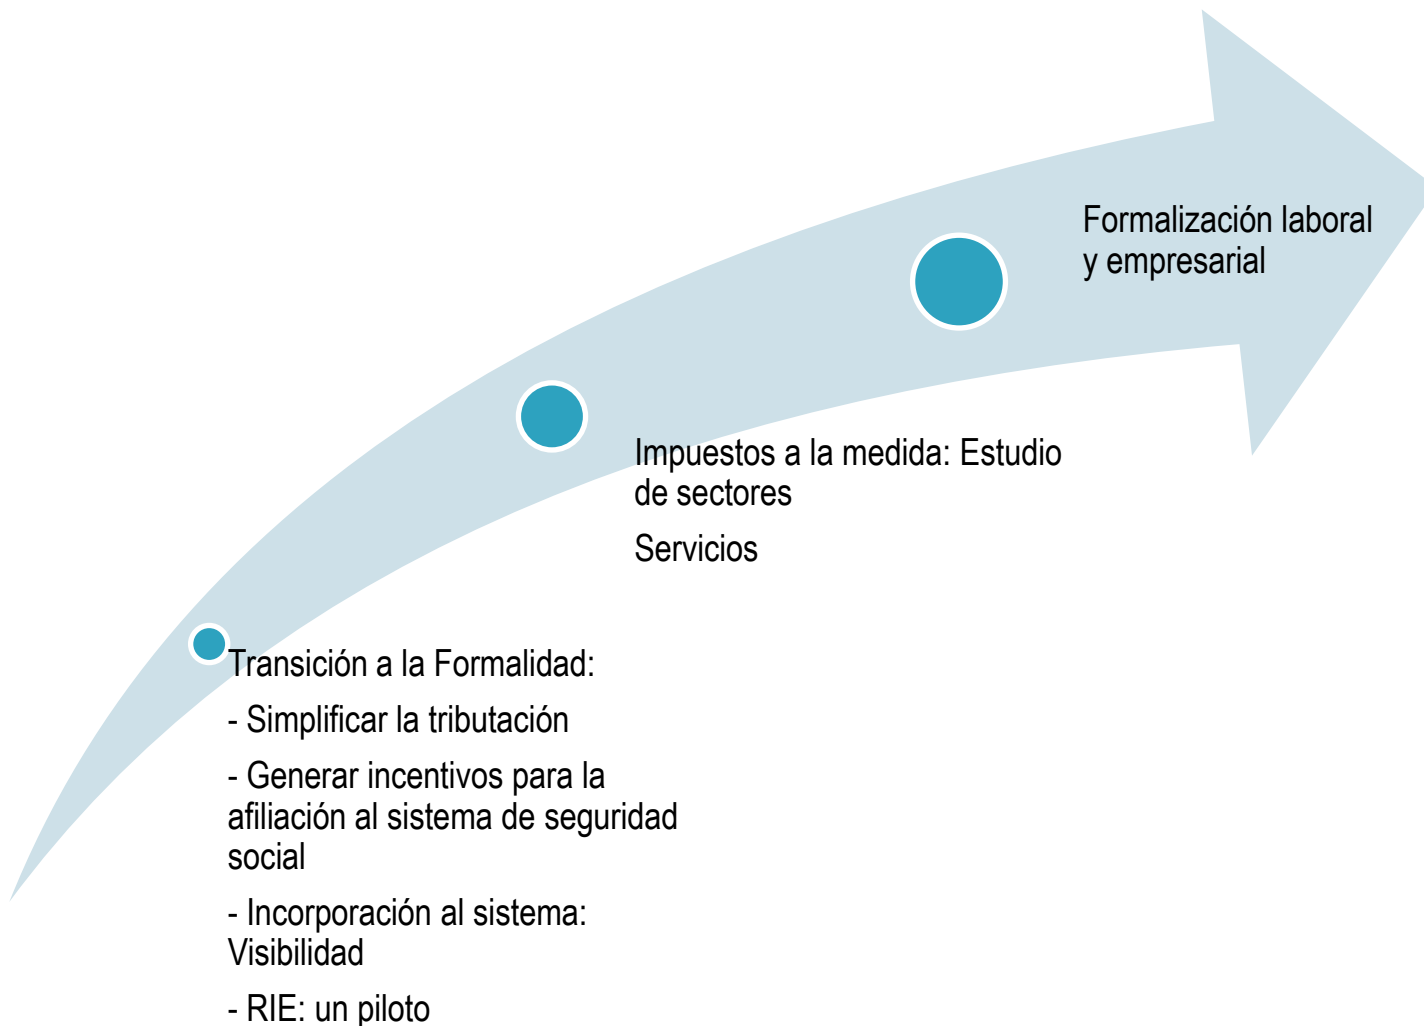 Formalización laboral
y empresarial
Impuestos a la medida: Estudio
de sectores
Servicios
Transición a la Formalidad:
- Simplificar la tributación
- Generar incentivos para la
afiliación al sistema de seguridad
social
- Incorporación al sistema:
Visibilidad
- RIE: un piloto